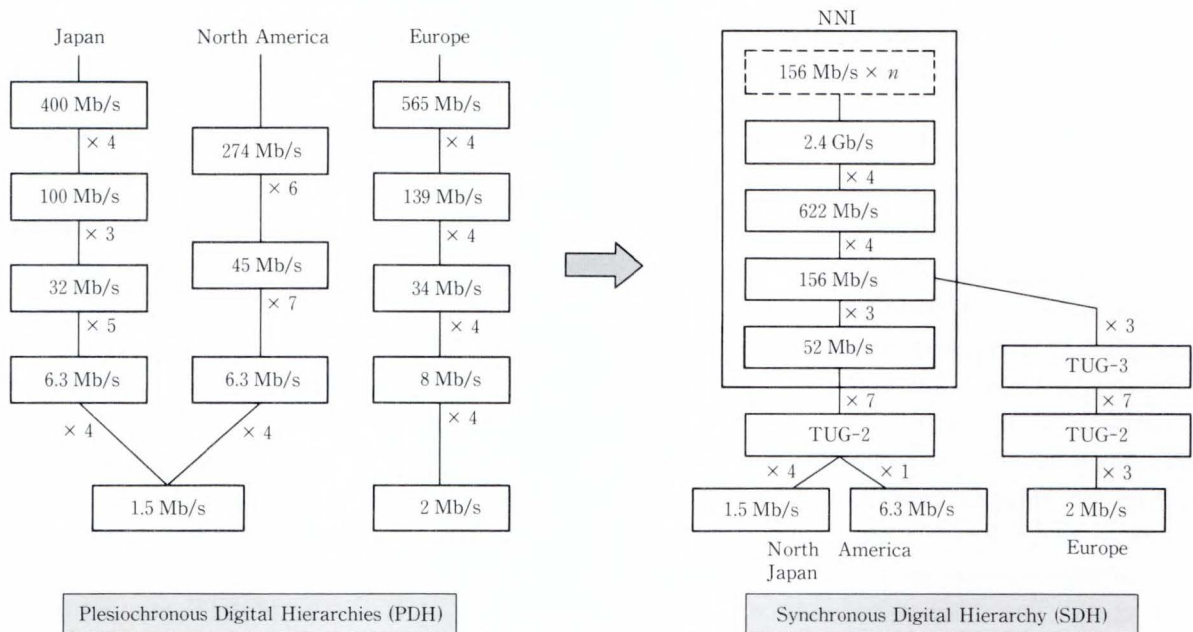 Japan
North America
Europe
400 Mb/s
× 4
100 Mb/s
× 3
32 Mb/s
× 5
6.3 Mb/s
× 4
274 Mb/s
× 6
45 Mb/s
× 7
6.3 Mb/s
× 4
1.5 Mb/s
565 Mb/s
× 4
139 Mb/s
× 4
34 Mb/s
× 4
8 Mb/s
× 4
2 Mb/s
Plesiochronous Digital Hierarchies (PDH)
NNI
156 Mb/s × n
2.4 Gb/s
× 4
622 Mb/s
× 4
156 Mb/s
× 3
52 Mb/s
× 7
TUG-2
× 4
× 1
1.5 Mb/s
6.3 Mb/s
North America
Japan
× 3
TUG-3
× 7
TUG-2
× 3
2 Mb/s
Europe
Synchronous Digital Hierarchy (SDH)